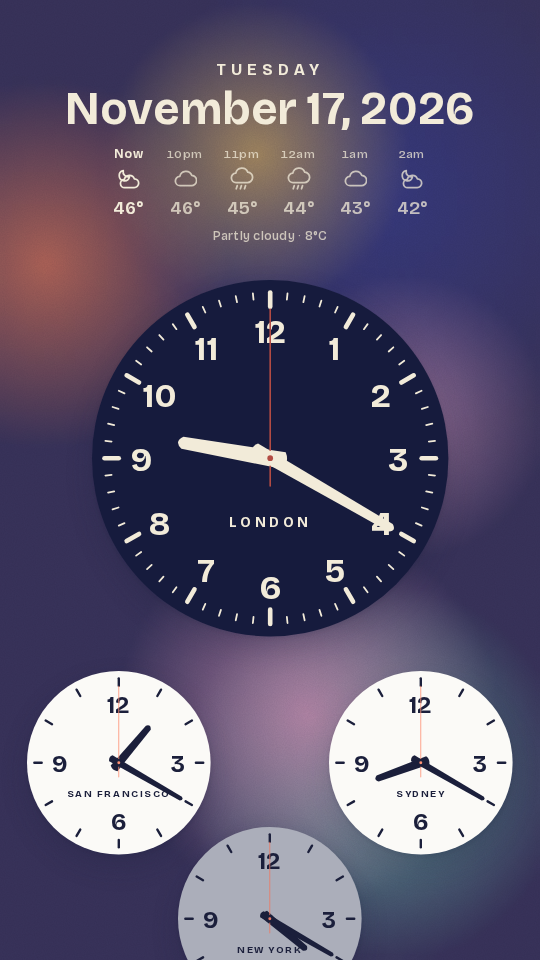 TUESDAY
November 17, 2026
Now 10pm 11pm 12am 1am 2am
46° 46° 45° 44° 43° 42°
Partly cloudy · 8°C
12
11 1
10 2
9 3
8 4
LONDON
7 5
6
12
9 3
SAN FRANCISCO
6
12
9 3
SYDNEY
6
12
9 3
NEW YORK